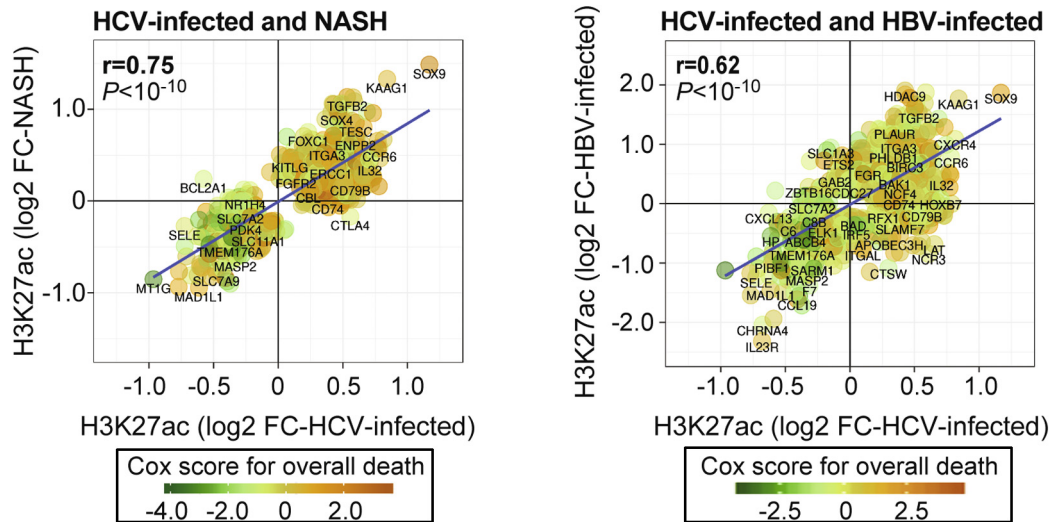 HCV-infected and NASH
r=0.75
P<10-10
H3K27ac (log2 FC-NASH)
1.0
0
-1.0
SOX9
KAAG1
TGFB2
SOX4
TESC
FOXC1
ENPP2
ITGA3
CCR6
KITLG
ERCC1
IL32
FGFR2
CD79B
CBL
CD74
CTLA4
BCL2A1
NR1H4
SLC7A2
PDK4
SELE
SLC11A1
TMEM176A
MASP2
MT1G
SLC7A9
MAD1L1
-1.0 -0.5 0 0.5 1.0
H3K27ac (log2 FC-HCV-infected)
Cox score for overall death
-4.0 -2.0 0 2.0
HCV-infected and HBV-infected
r=0.62
P<10-10
H3K27ac (log2 FC-HBV-infected)
2.0
1.0
0
-1.0
-2.0
HDAC9
KAAG1
SOX9
TGFB2
PLAUR
CXCR4
SLC1A3
ITGA3
PHLDB1
ETS2
CCR6
BIRC3
FGR
GAB2
BAK1
IL32
ZBTB16
CDC27
NCF4
SLC7A2
CD74
HOXB7
CXCL13
C8B
RFX1
CD79B
BAD
C6
ELK1
IRF5
SLAMF7
HP
ABCB4
APOBEC3H
LAT
TMEM176A
ITGAL
NCR3
PIBF1
SARM1
CTSW
SELE
MASP2
MAD1L1
F7
CCL19
CHRNA4
IL23R
-1.0 -0.5 0 0.5 1.0
H3K27ac (log2 FC-HCV-infected)
Cox score for overall death
-2.5 0 2.5